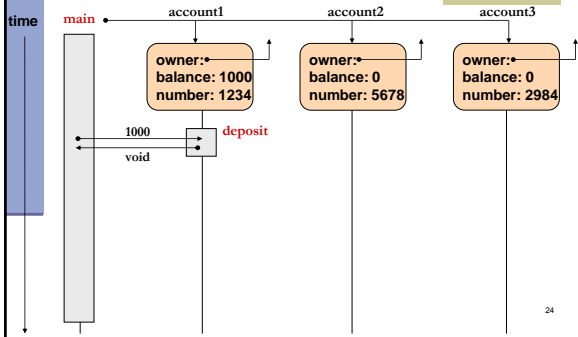 time
main
account1
account2
account3
owner:
balance: 1000
number: 1234
owner:
balance: 0
number: 5678
owner:
balance: 0
number: 2984
1000
deposit
void
24